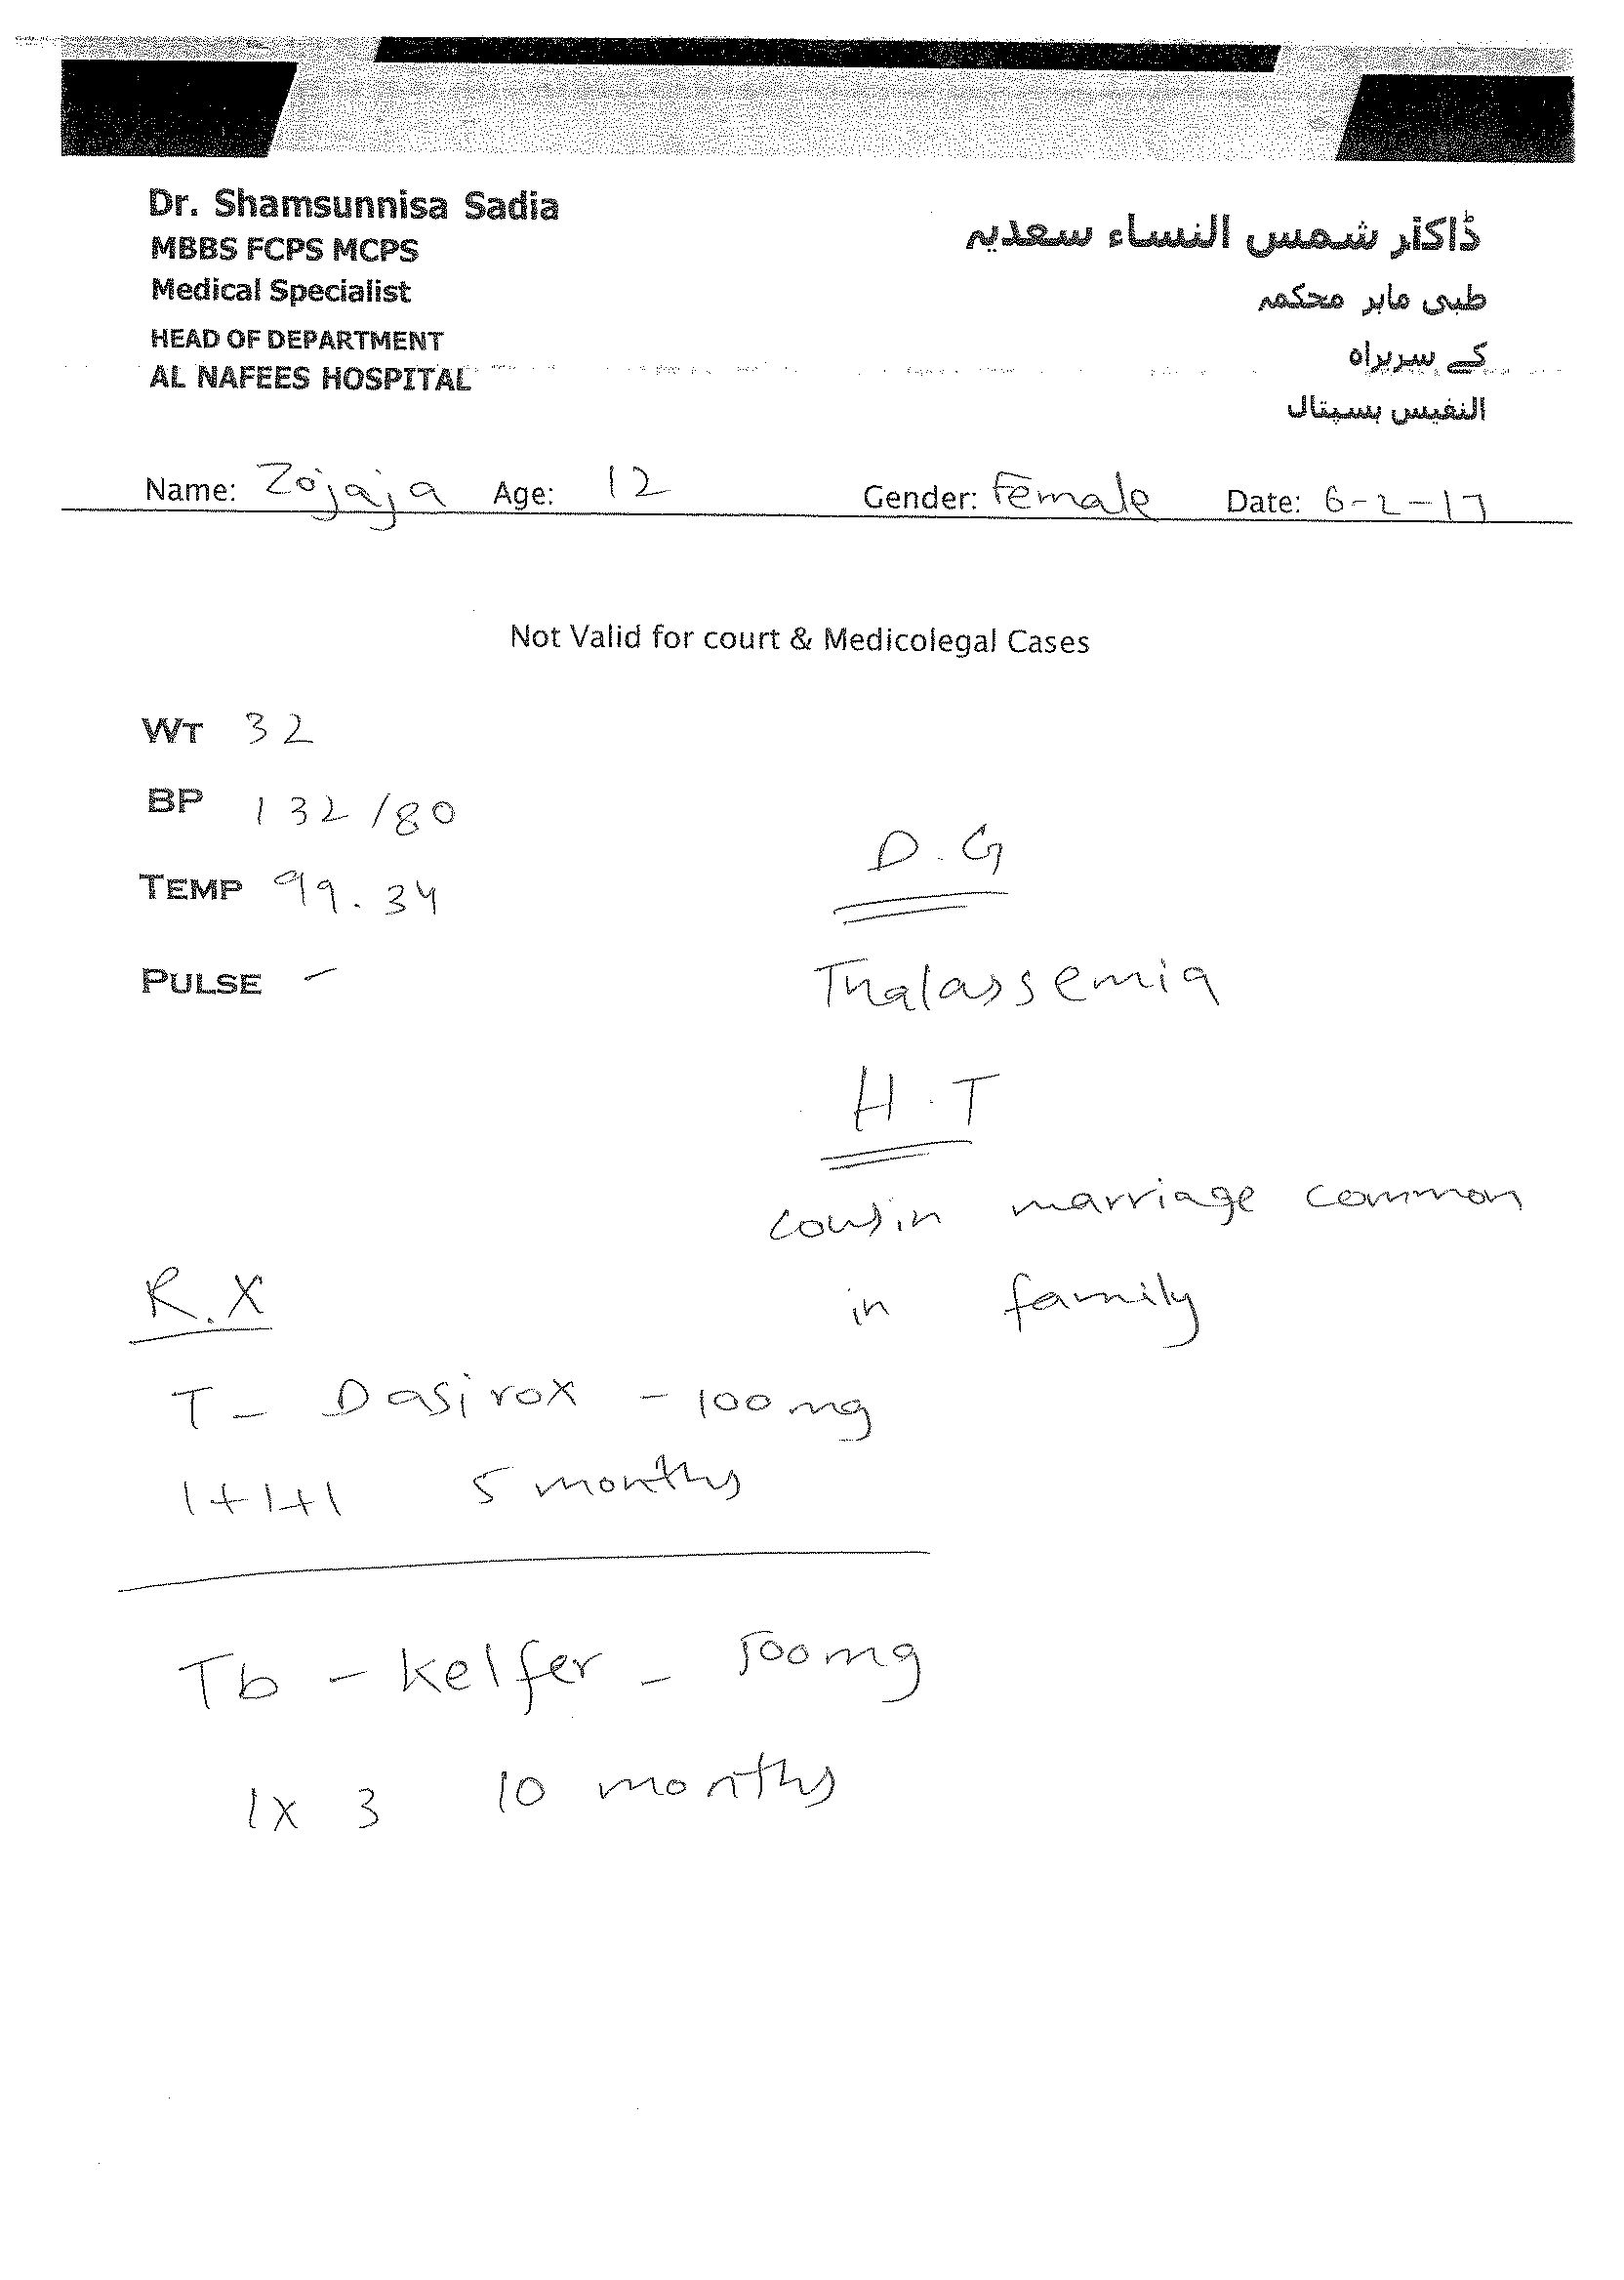 Dr. Shamsunnisa Sadia
MBBS FCPS MCPS
Medical Specialist
HEAD OF DEPARTMENT
AL NAFEES HOSPITAL
ڈاکٹر شمس النساء سعدیہ
طبی ماہر محکمہ
کے سربراہ
النفیس ہسپتال
Name: Zojaja Age: 12 Gender: Female Date: 6-2-17
Not Valid for court & Medicolegal Cases
WT 32
BP 132/80
TEMP 99.34
PULSE -
D.G
Thalassemia
H.T
cousin marriage common
in family
R.X
T- Dasirox - 100mg
1+1+1 5 months
Tb - kelfer - 500mg
1x3 10 months